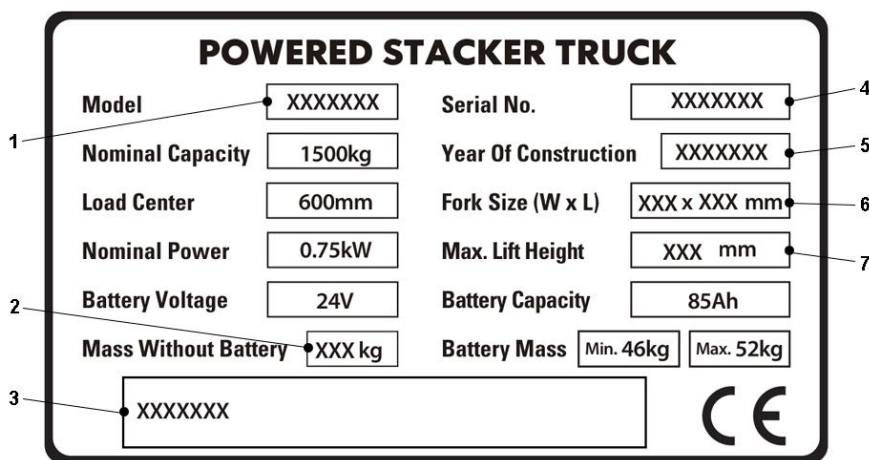 POWERED STACKER TRUCK
Model XXXXXXX Serial No. XXXXXXX 4
1 Nominal Capacity 1500kg Year Of Construction XXXXXXX 5
Load Center 600mm Fork Size (W x L) XXX x XXX mm 6
Nominal Power 0.75kW Max. Lift Height XXX mm 7
2 Battery Voltage 24V Battery Capacity 85Ah
Mass Without Battery XXX kg Battery Mass Min. 46kg Max. 52kg
3 XXXXXXX CE